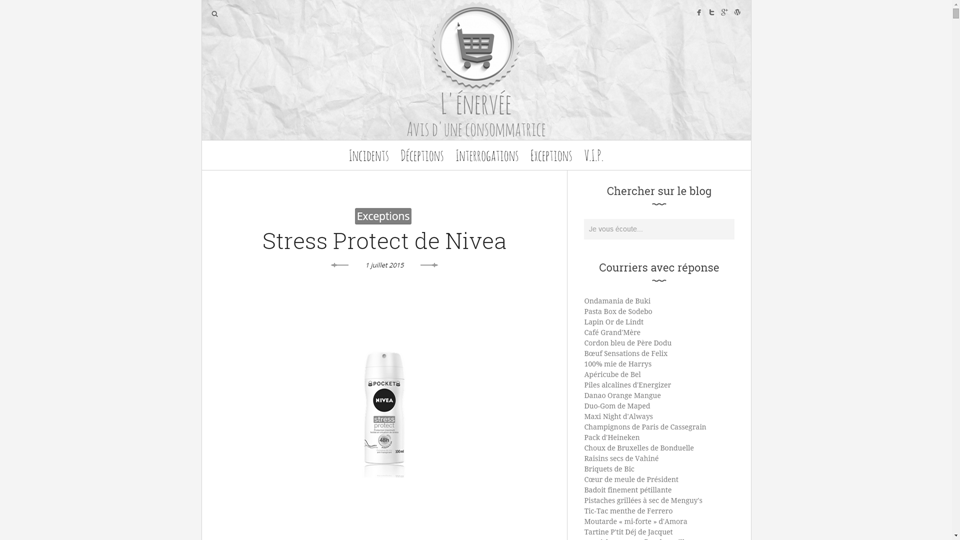 L'énervée
Avis d'une consommatrice
Incidents
Déceptions
Interrogations
Exceptions
V.I.P.
Exceptions
Stress Protect de Nivea
1 juillet 2015
POCKET
NIVEA
stress
protect
48h
Chercher sur le blog
Je vous écoute...
Courriers avec réponse
Ondamania de Buki
Pasta Box de Sodebo
Lapin Or de Lindt
Café Grand'Mère
Cordon bleu de Père Dodu
Bœuf Sensations de Felix
100% mie de Harrys
Apéricube de Bel
Piles alcalines d'Energizer
Danao Orange Mangue
Duo-Gom de Maped
Maxi Night d'Always
Champignons de Paris de Cassegrain
Pack d'Heineken
Choux de Bruxelles de Bonduelle
Raisins secs de Vahiné
Briquets de Bic
Cœur de meule de Président
Badoit finement pétillante
Pistaches grillées à sec de Menguy's
Tic-Tac menthe de Ferrero
Moutarde « mi-forte » d'Amora
Tartine P'tit Déj de Jacquet